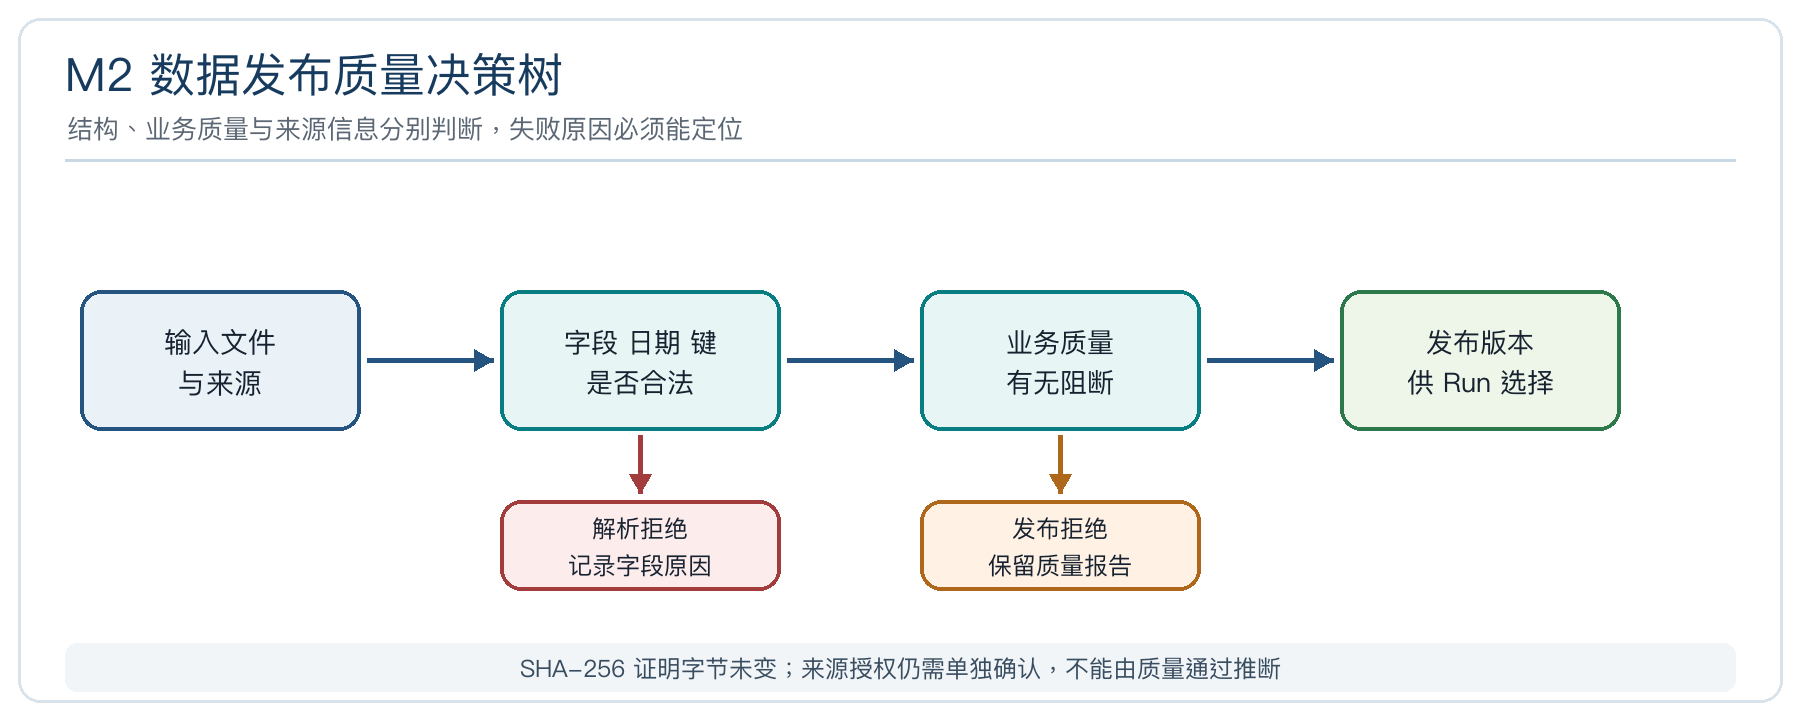 M2 数据发布质量决策树
结构、业务质量与来源信息分别判断，失败原因必须能定位
输入文件
与来源
字段 日期 键
是否合法
业务质量
有无阻断
发布版本
供 Run 选择
解析拒绝
记录字段原因
发布拒绝
保留质量报告
SHA-256 证明字节未变；来源授权仍需单独确认，不能由质量通过推断